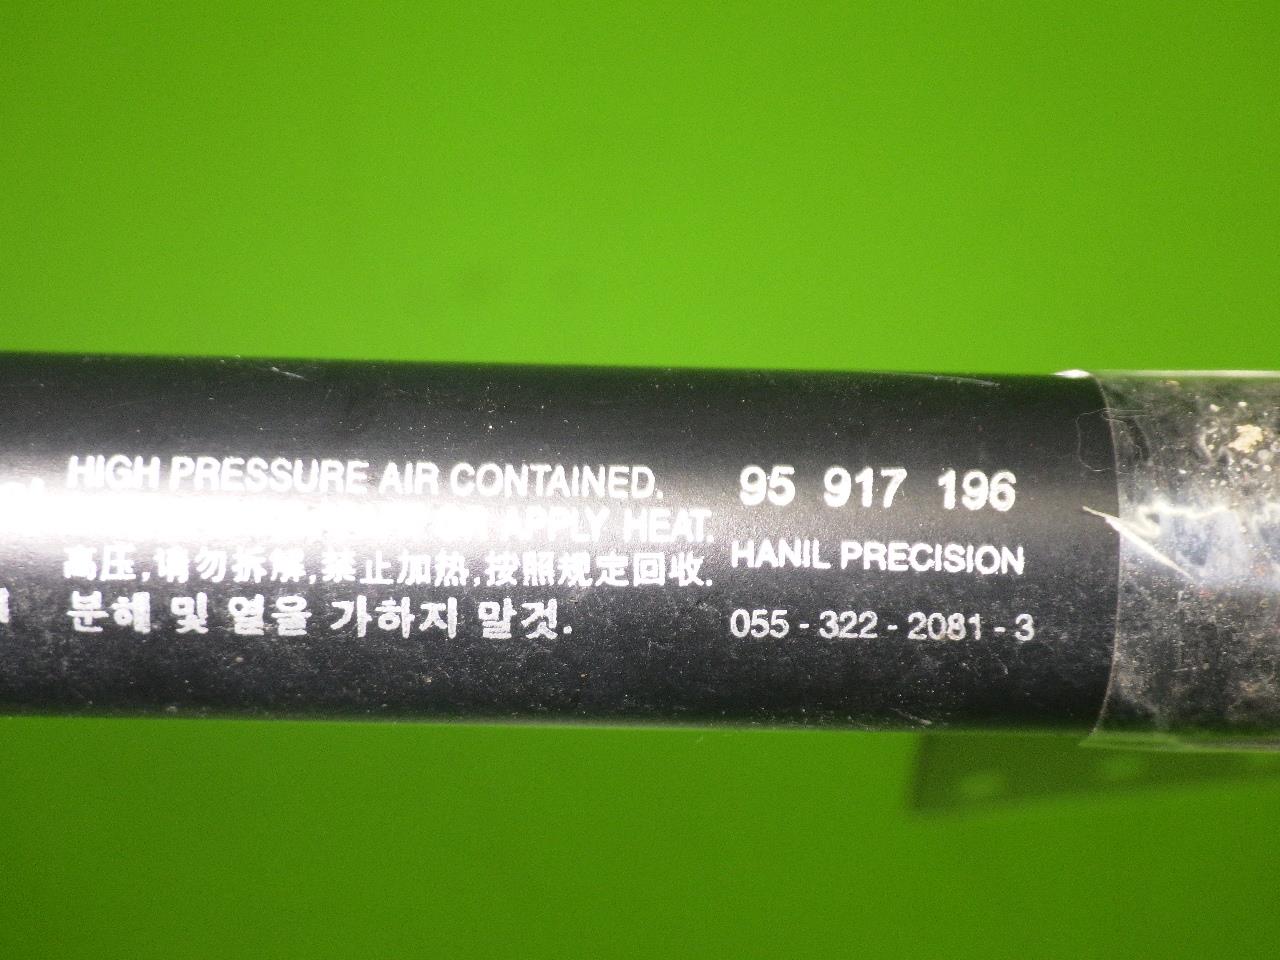 HIGH PRESSURE AIR CONTAINED.
OR APPLY HEAT.
高压,请勿拆解,禁止加热,按照规定回收.
분해 및 열을 가하지 말것.
95 917 196
HANIL PRECISION
055 - 322 - 2081 - 3